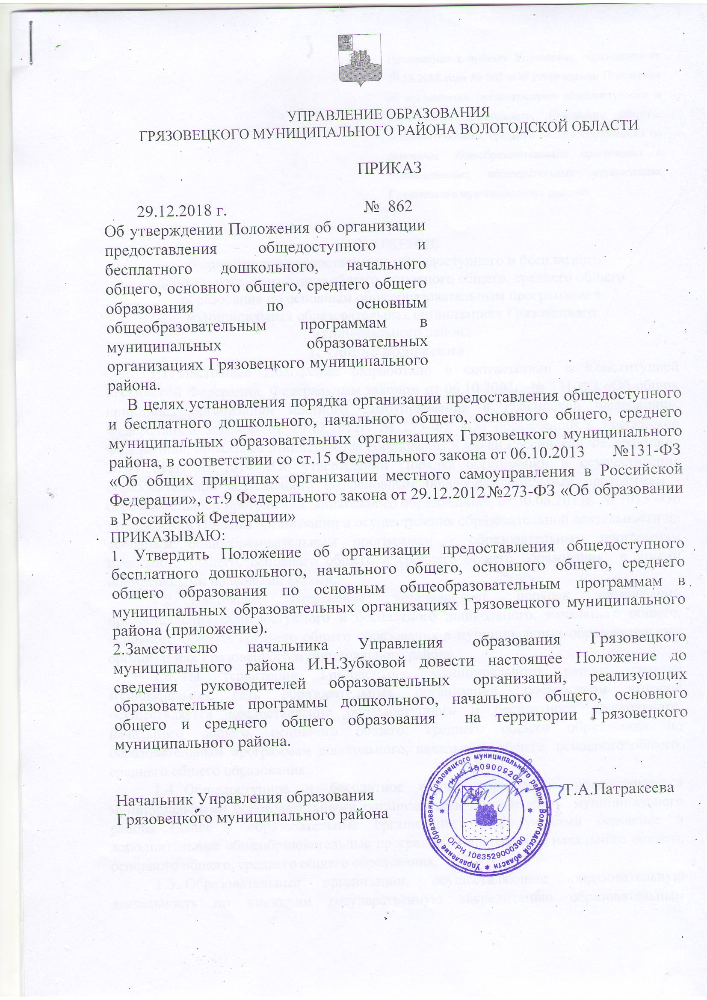 УПРАВЛЕНИЕ ОБРАЗОВАНИЯ
ГРЯЗОВЕЦКОГО МУНИЦИПАЛЬНОГО РАЙОНА ВОЛОГОДСКОЙ ОБЛАСТИ
ПРИКАЗ
29.12.2018 г. № 862
Об утверждении Положения об организации
предоставления общедоступного и
бесплатного дошкольного, начального
общего, основного общего, среднего общего
образования по основным
общеобразовательным программам в
муниципальных образовательных
организациях Грязовецкого муниципального
района.
В целях установления порядка организации предоставления общедоступного
и бесплатного дошкольного, начального общего, основного общего, среднего
муниципальных образовательных организациях Грязовецкого муниципального
района, в соответствии со ст.15 Федерального закона от 06.10.2013 №131-ФЗ
«Об общих принципах организации местного самоуправления в Российской
Федерации», ст.9 Федерального закона от 29.12.2012№273-ФЗ «Об образовании
в Российской Федерации»
ПРИКАЗЫВАЮ:
1. Утвердить Положение об организации предоставления общедоступного
бесплатного дошкольного, начального общего, основного общего, среднего
общего образования по основным общеобразовательным программам в
муниципальных образовательных организациях Грязовецкого муниципального
района (приложение).
2.Заместителю начальника Управления образования Грязовецкого
муниципального района И.Н.Зубковой довести настоящее Положение до
сведения руководителей образовательных организаций, реализующих
образовательные программы дошкольного, начального общего, основного
общего и среднего общего образования на территории Грязовецкого
муниципального района.
Начальник Управления образования
Грязовецкого муниципального района
Т.А.Патракеева
Управление образования Грязовецкого муниципального района Вологодской области
ИНН 3509009202
ОГРН 1083529000390